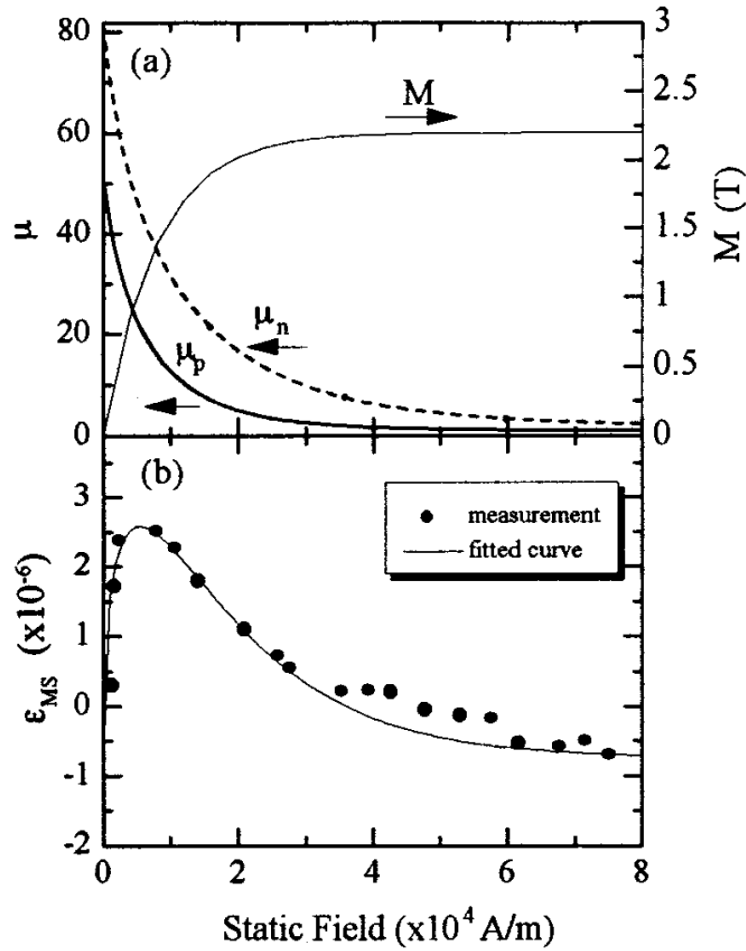 80
60
40
20
0
μ
(a)
M
μn
μp
3
2.5
2
1.5
1
0.5
0
M (T)
(b)
3
2
1
0
-1
-2
εMS (x10⁻⁶)
measurement
fitted curve
0
2
4
6
8
Static Field (x10⁴ A/m)